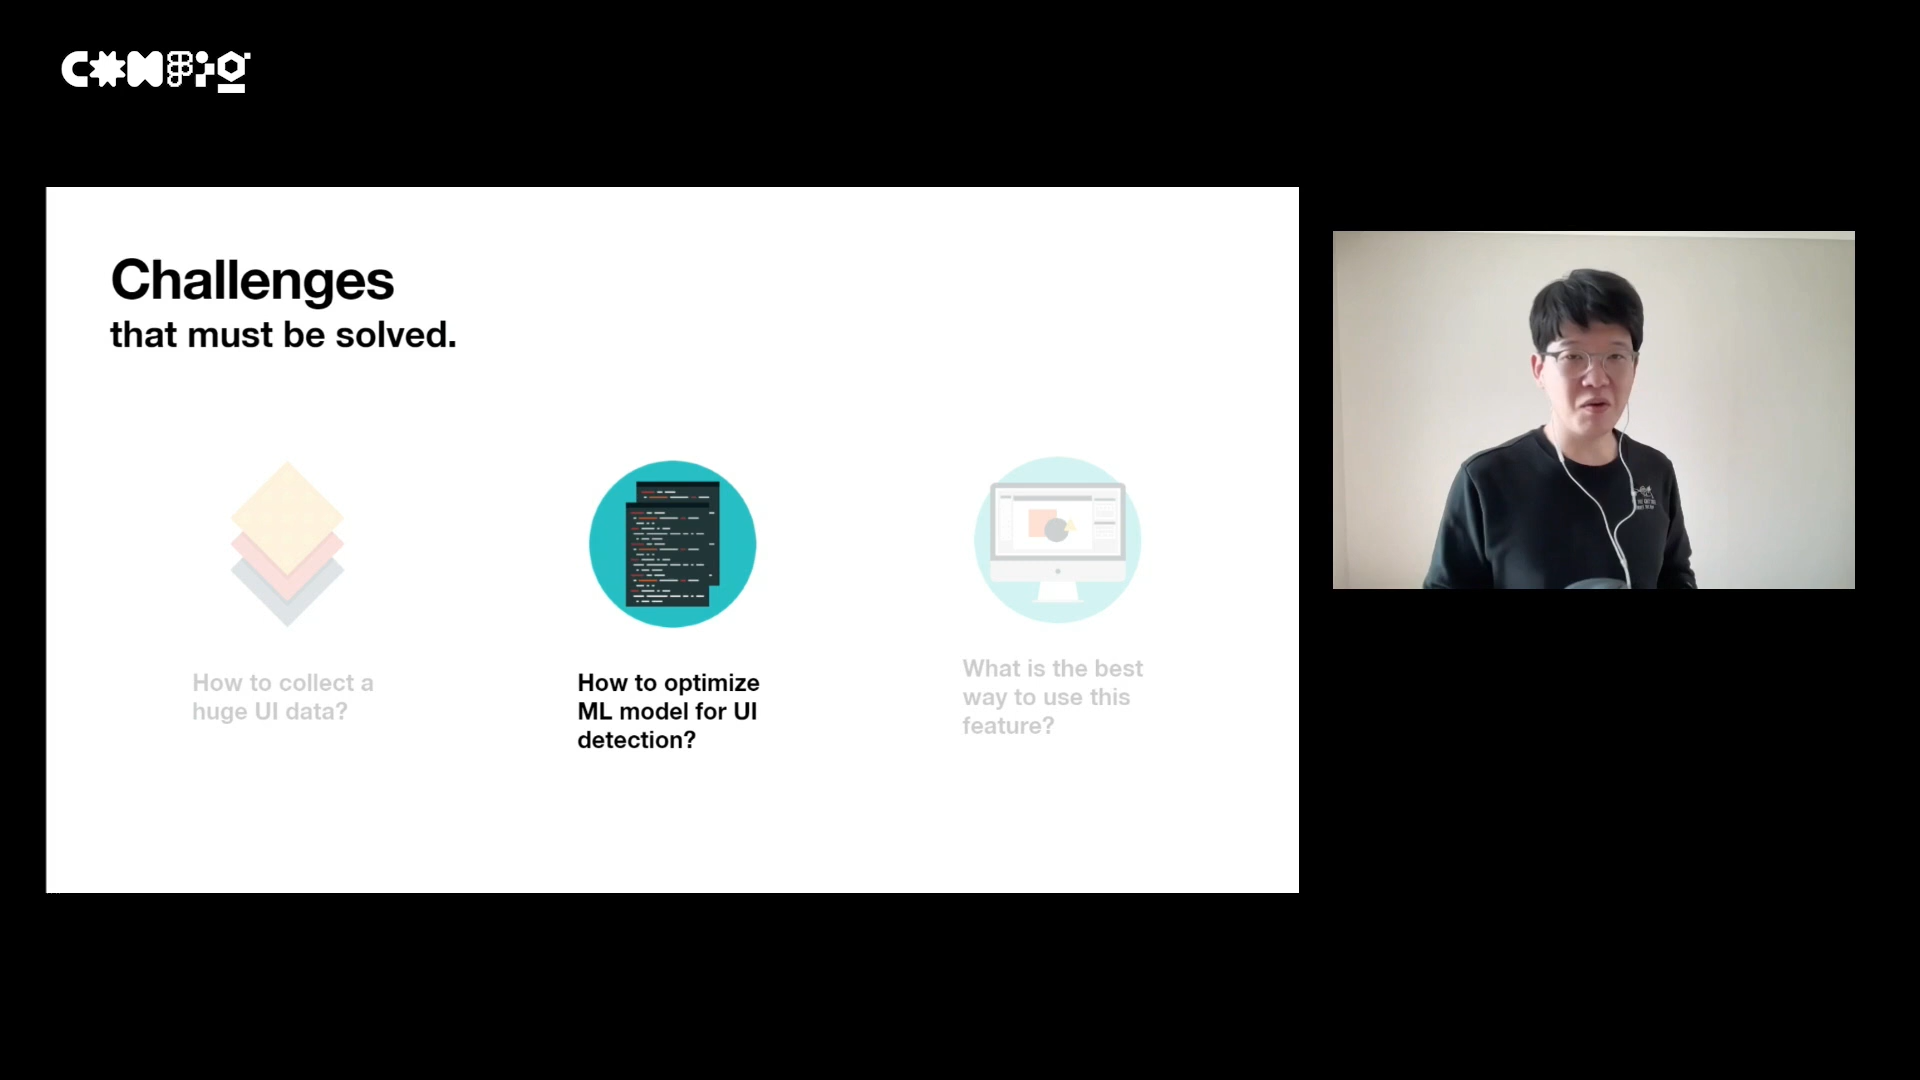 CONFIG
Challenges
that must be solved.
How to collect a
huge UI data?
How to optimize
ML model for UI
detection?
What is the best
way to use this
feature?